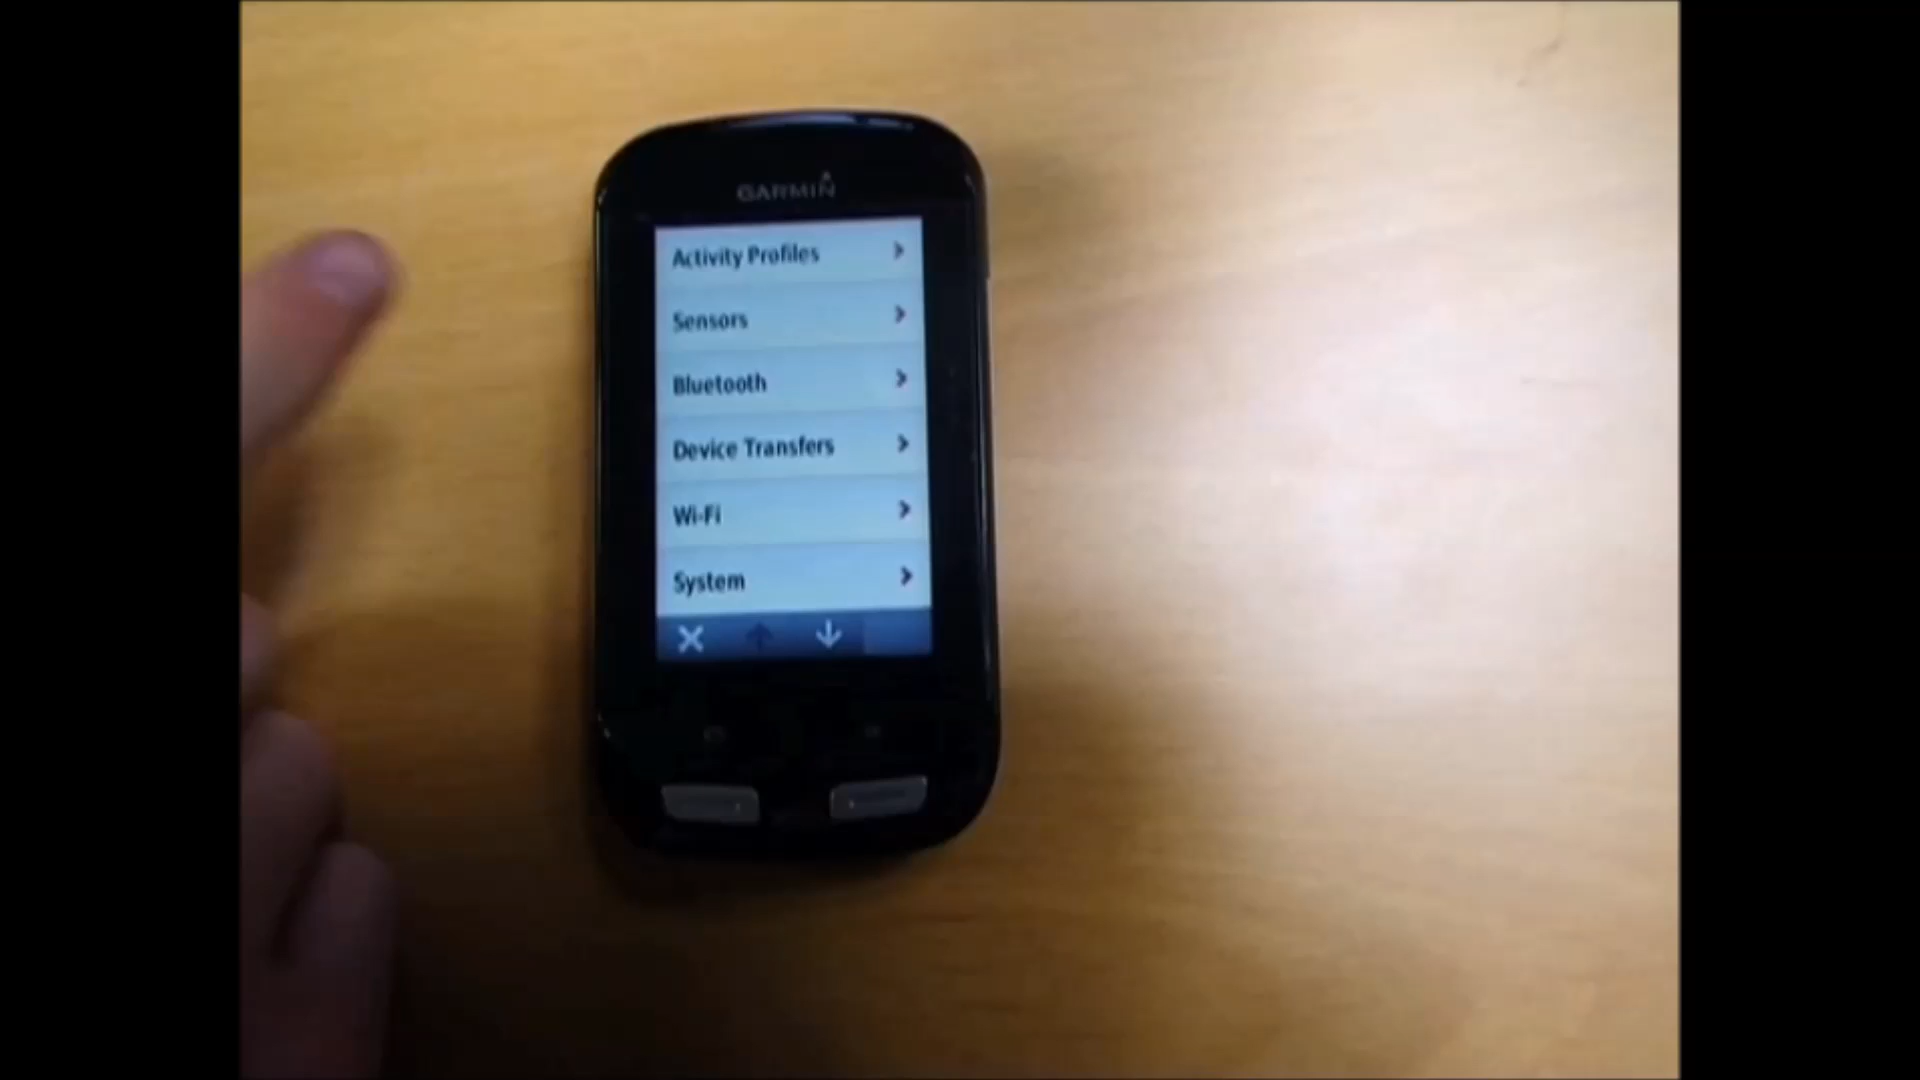 GARMIN
Activity Profiles
Sensors
Bluetooth
Device Transfers
Wi-Fi
System